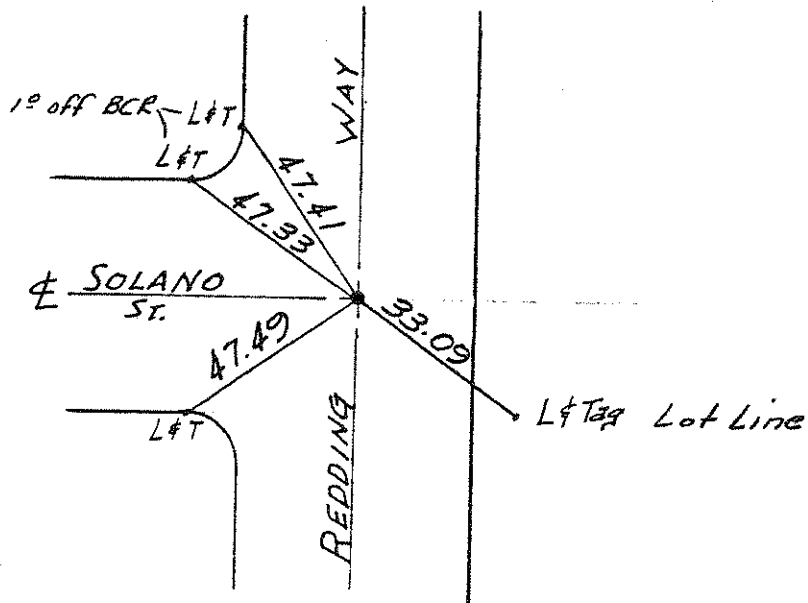 WAY
1º off BCR L&T
L&T
47.41
47.33
℄ SOLANO
ST.
47.49
33.09
L&T
L&Tag Lot Line
REDDING